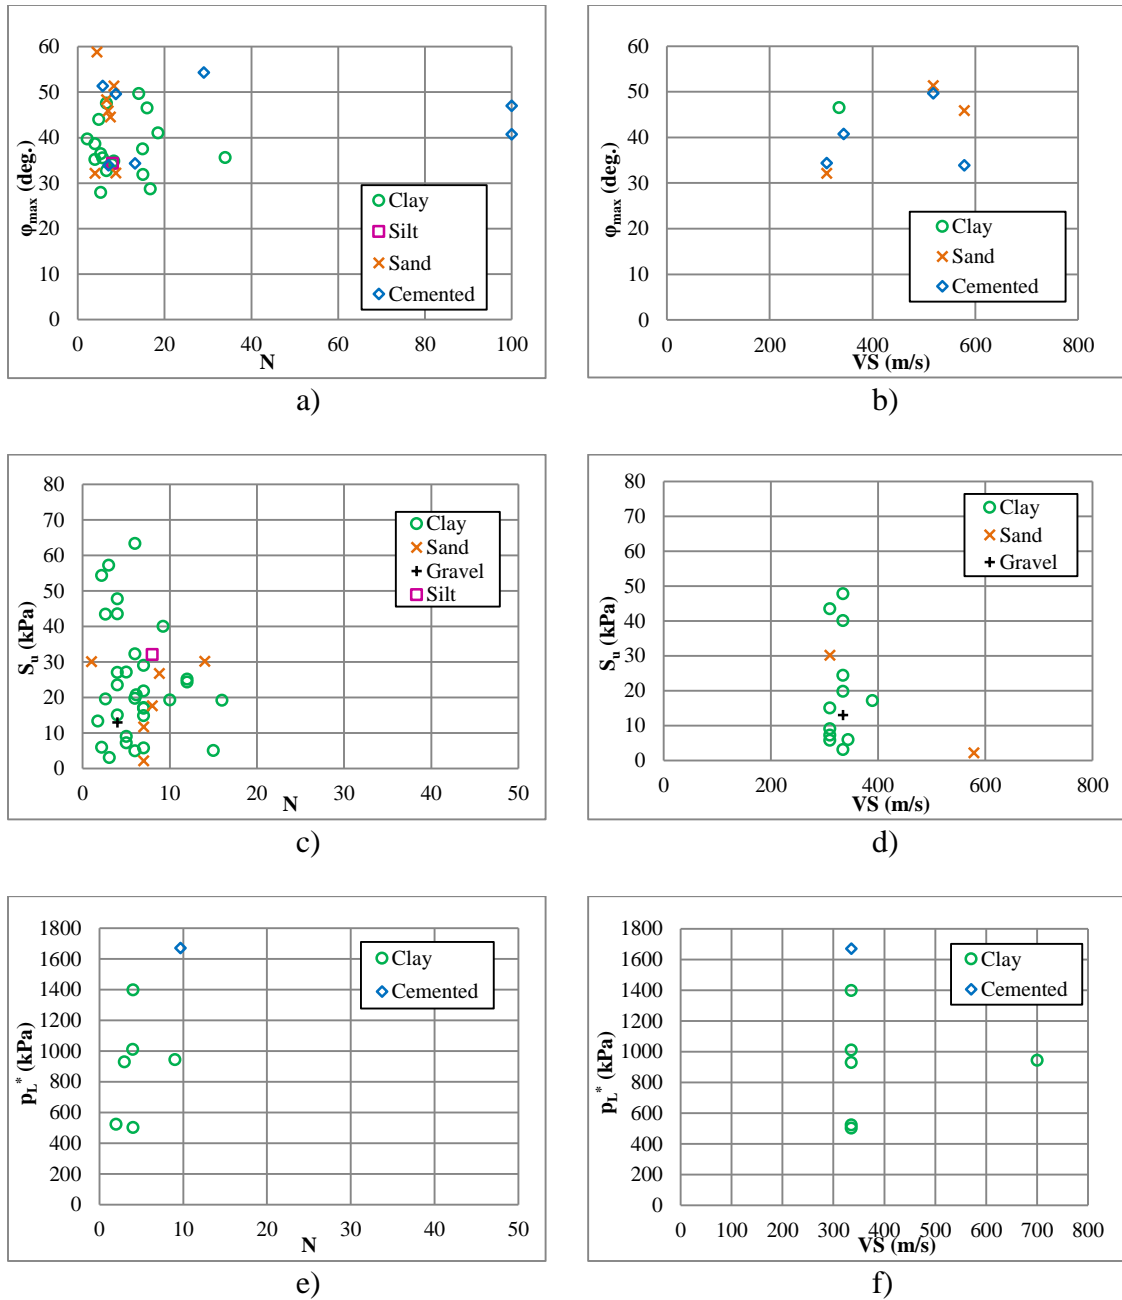 60
50
40
30
20
10
0
φmax (deg.)
0 20 40 60 80 100
N
Clay
Silt
Sand
Cemented
a)
60
50
40
30
20
10
0
φmax (deg.)
0 200 400 600 800
VS (m/s)
Clay
Sand
Cemented
b)
80
70
60
50
40
30
20
10
0
Su (kPa)
0 10 20 30 40 50
N
Clay
Sand
Gravel
Silt
c)
80
70
60
50
40
30
20
10
0
Su (kPa)
0 200 400 600 800
VS (m/s)
Clay
Sand
Gravel
d)
1800
1600
1400
1200
1000
800
600
400
200
0
pL* (kPa)
0 10 20 30 40 50
N
Clay
Cemented
e)
1800
1600
1400
1200
1000
800
600
400
200
0
pL* (kPa)
0 100 200 300 400 500 600 700 800
VS (m/s)
Clay
Cemented
f)